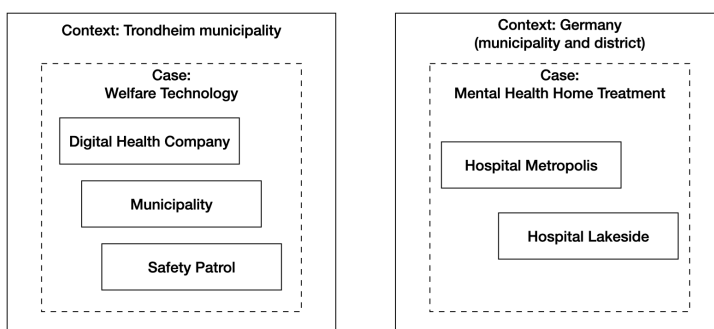 Context: Trondheim municipality
Case:
Welfare Technology
Digital Health Company
Municipality
Safety Patrol
Context: Germany
(municipality and district)
Case:
Mental Health Home Treatment
Hospital Metropolis
Hospital Lakeside